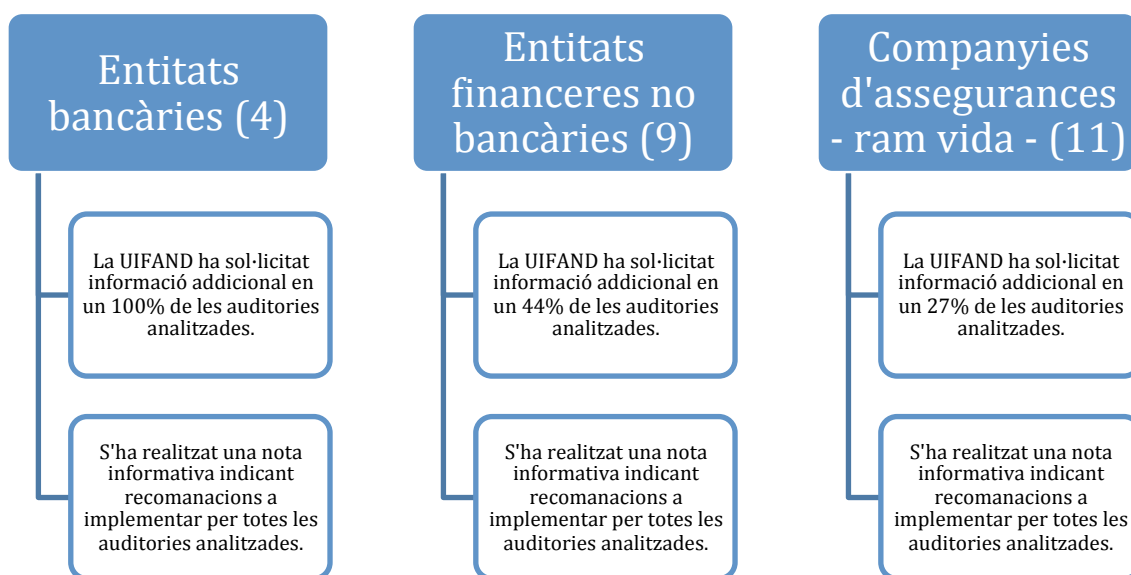 Entitats
bancàries (4)
La UIFAND ha sol·licitat
informació addicional en
un 100% de les auditories
analitzades.
S'ha realitzat una nota
informativa indicant
recomanacions a
implementar per totes les
auditories analitzades.
Entitats
financeres no
bancàries (9)
La UIFAND ha sol·licitat
informació addicional en
un 44% de les auditories
analitzades.
S'ha realitzat una nota
informativa indicant
recomanacions a
implementar per totes les
auditories analitzades.
Companyies
d'assegurances
- ram vida - (11)
La UIFAND ha sol·licitat
informació addicional en
un 27% de les auditories
analitzades.
S'ha realitzat una nota
informativa indicant
recomanacions a
implementar per totes les
auditories analitzades.